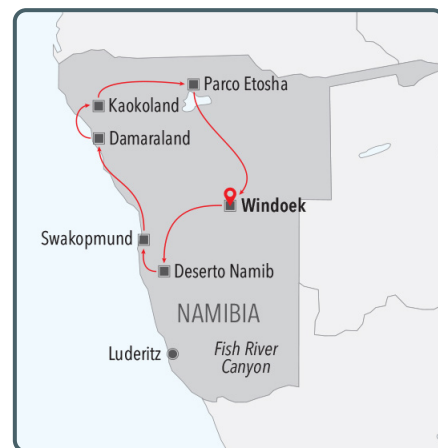 Parco Etosha
Kaokoland
Damaraland
Windoek
Swakopmund
Deserto Namib
NAMIBIA
Luderitz
Fish River
Canyon